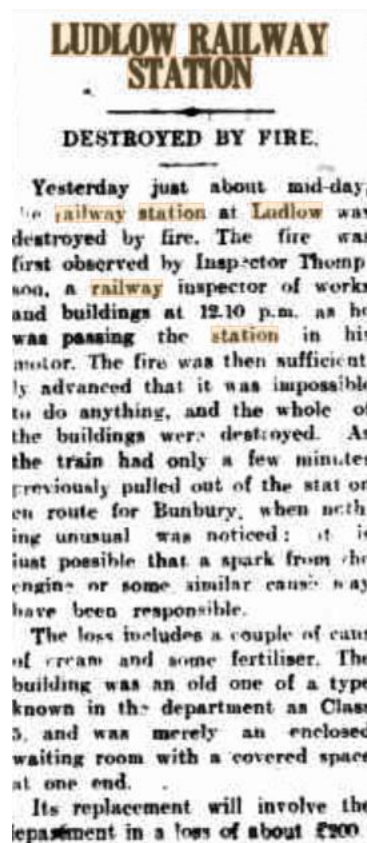 LUDLOW RAILWAY
STATION
DESTROYED BY FIRE.
Yesterday just about mid-day,
railway station at Ludlow was
destroyed by fire. The fire was
first observed by Inspector Thomp
son, a railway inspector of works
and buildings at 12.10 p.m. as he
was passing the station in his
motor. The fire was then sufficient
ly advanced that it was impossible
to do anything, and the whole of
the buildings were destroyed. As
the train had only a few minutes
previously pulled out of the station
en route for Bunbury, when noth
ing unusual was noticed: it is
just possible that a spark from the
engine or some similar cause may
have been responsible.
The loss includes a couple of cans
of cream and some fertiliser. The
building was an old one of a type
known in the department as Class
5, and was merely an enclosed
waiting room with a covered space
at one end.
Its replacement will involve the
epartment in a loss of about £200